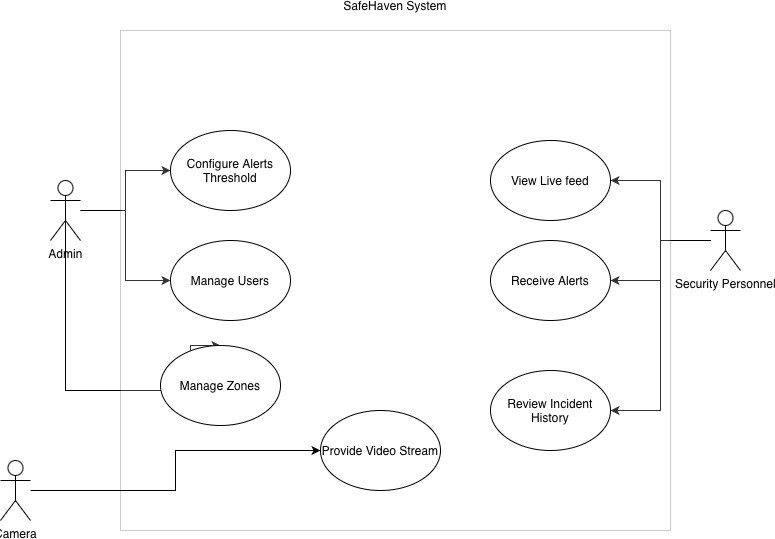 SafeHaven System
Configure Alerts
Threshold
View Live feed
Admin
Manage Users
Receive Alerts
Security Personnel
Manage Zones
Review Incident
History
Provide Video Stream
Camera